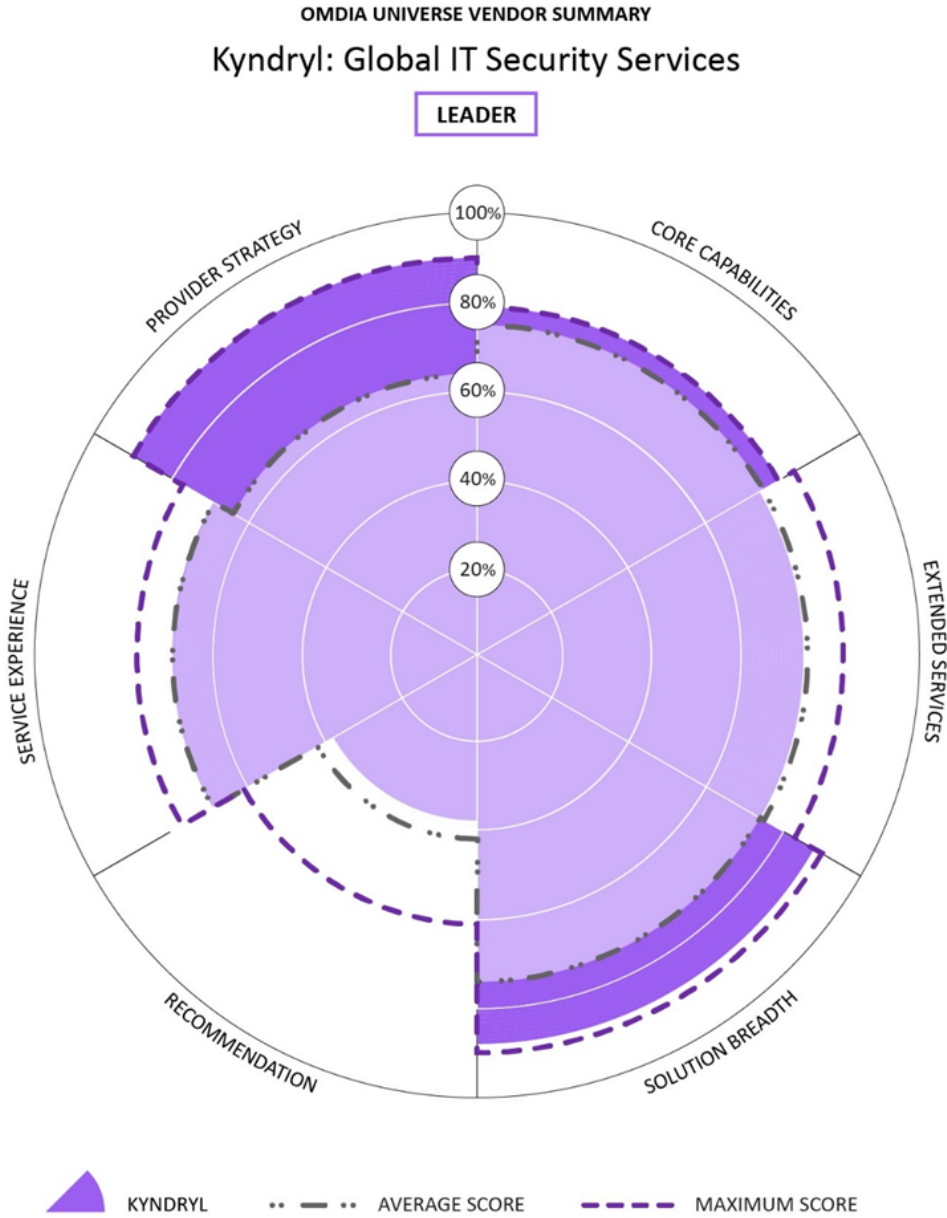 OMDIA UNIVERSE VENDOR SUMMARY
Kyndryl: Global IT Security Services
LEADER
100%
80%
60%
40%
20%
PROVIDER STRATEGY
CORE CAPABILITIES
SERVICE EXPERIENCE
EXTENDED SERVICES
RECOMMENDATION
SOLUTION BREADTH
KYNDRYL
AVERAGE SCORE
MAXIMUM SCORE